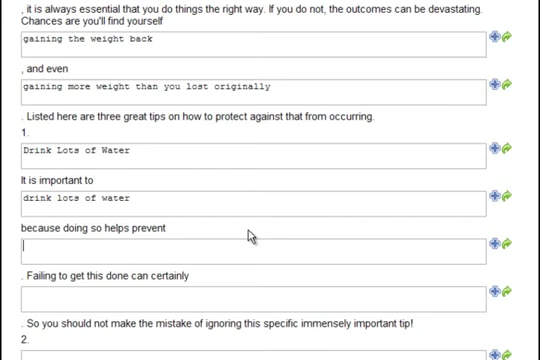 , it is always essential that you do things the right way. If you do not, the outcomes can be devastating.
Chances are you'll find yourself
gaining the weight back
, and even
gaining more weight than you lost originally
. Listed here are three great tips on how to protect against that from occurring.
1.
Drink Lots of Water
It is important to
drink lots of water
because doing so helps prevent
. Failing to get this done can certainly
. So you should not make the mistake of ignoring this specific immensely important tip!
2.